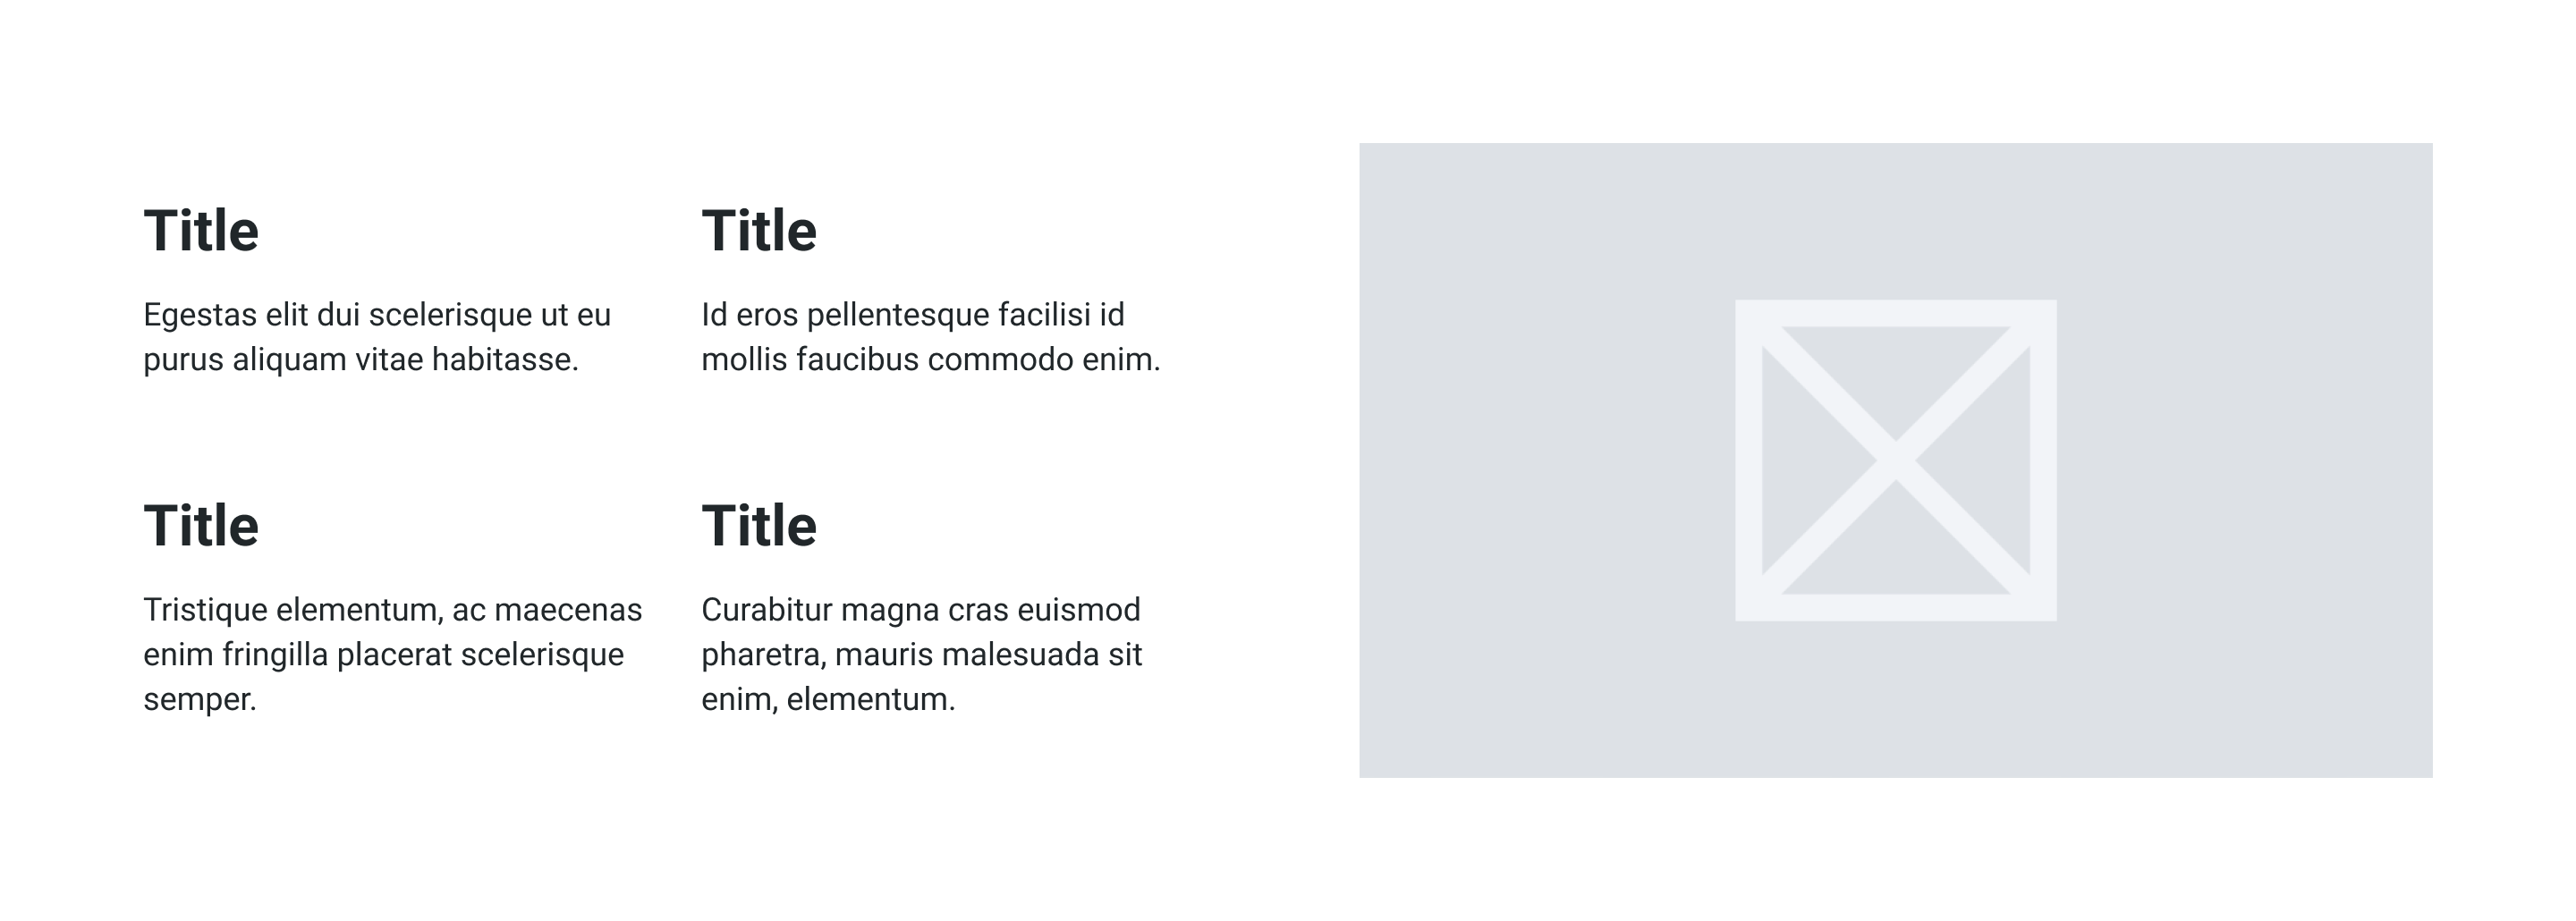 Title
Egestas elit dui scelerisque ut eu
purus aliquam vitae habitasse.
Title
Id eros pellentesque facilisi id
mollis faucibus commodo enim.
Title
Tristique elementum, ac maecenas
enim fringilla placerat scelerisque
semper.
Title
Curabitur magna cras euismod
pharetra, mauris malesuada sit
enim, elementum.